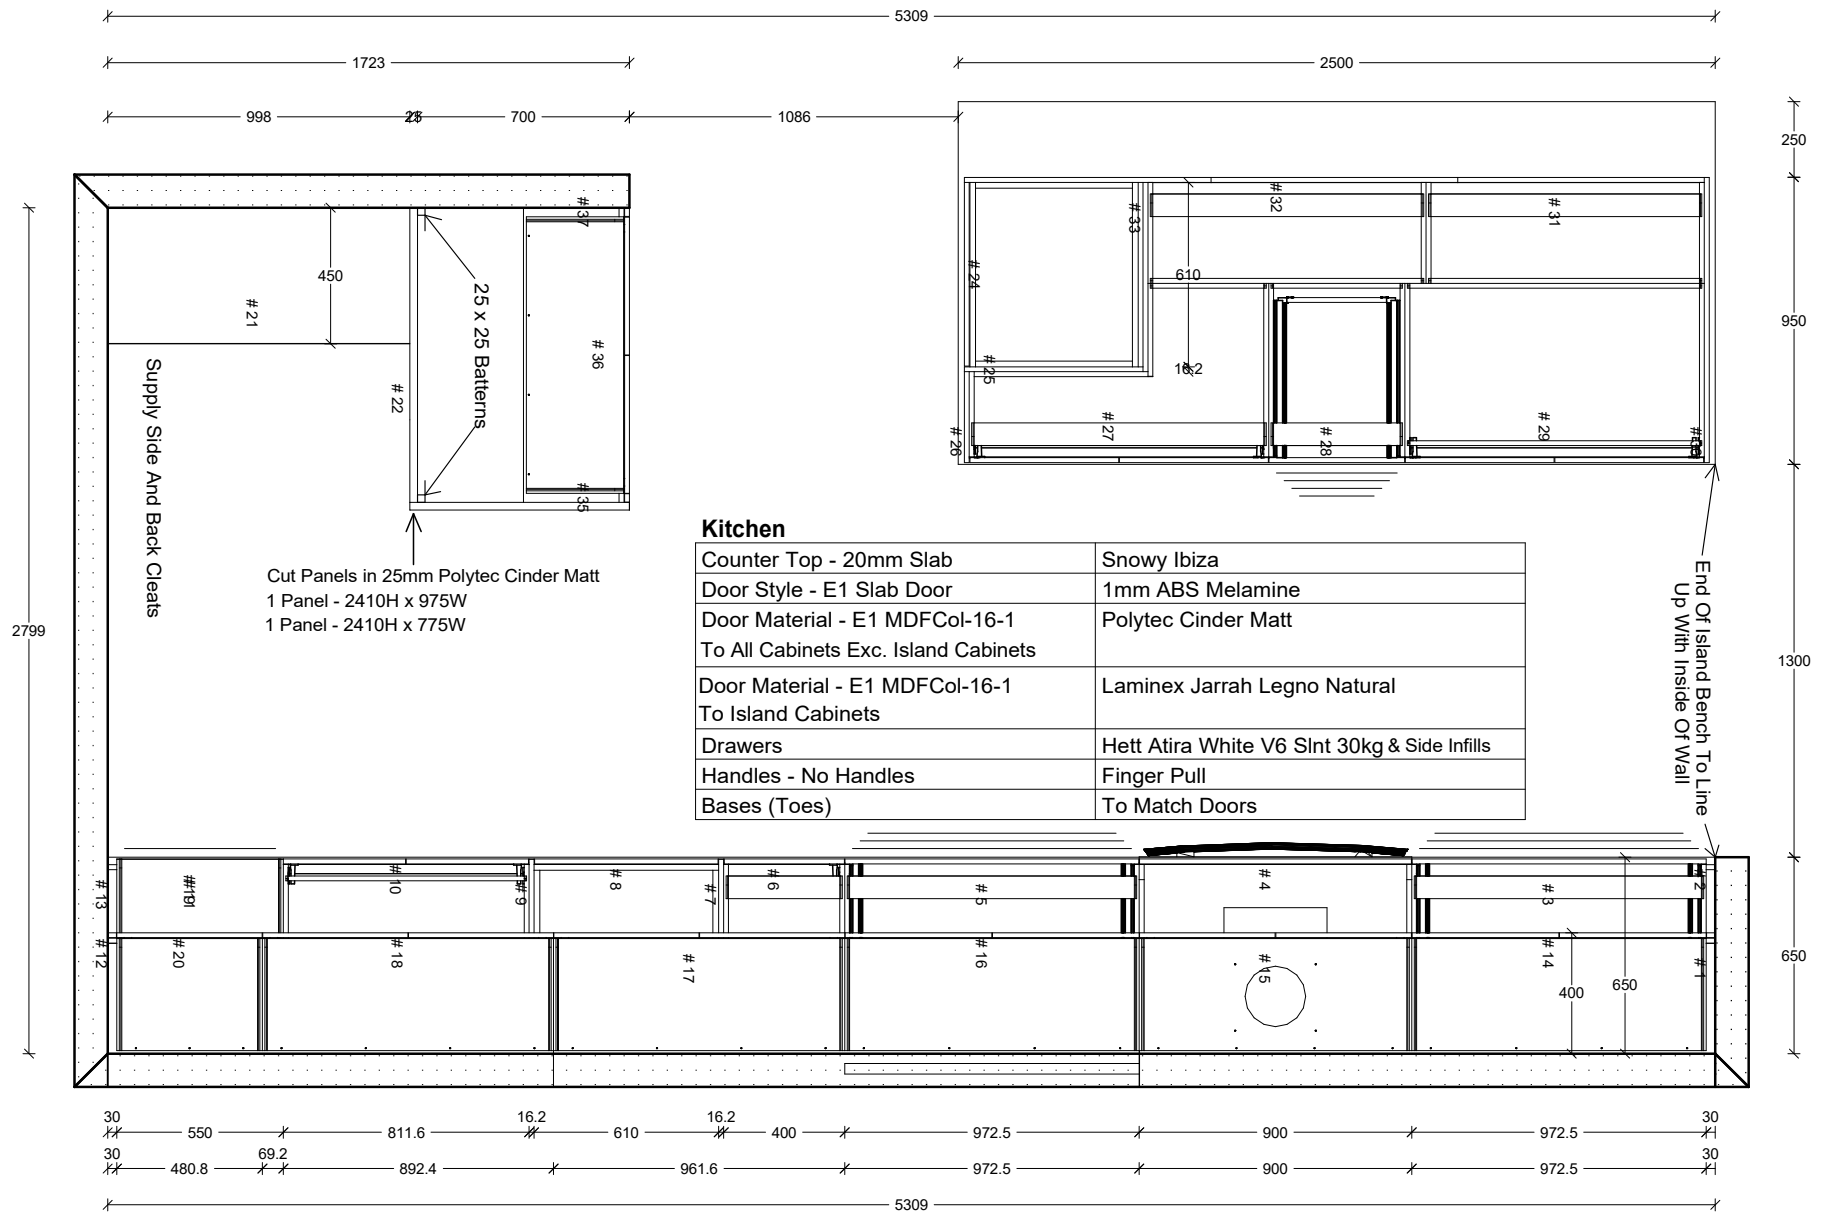 5309
1723
2500
998
700
1086
250
# 37
# 32
# 31
# 33
450
# 24
610
# 21
25 x 25 Batterns
950
# 36
# 25
16.2
Supply Side And Back Cleats
# 22
# 27
# 29
# 26
# 28
# 35
Kitchen
Counter Top - 20mm Slab
Snowy Ibiza
Door Style - E1 Slab Door
1mm ABS Melamine
Door Material - E1 MDFCol-16-1
Polytec Cinder Matt
To All Cabinets Exc. Island Cabinets
Door Material - E1 MDFCol-16-1
Laminex Jarrah Legno Natural
To Island Cabinets
Drawers
Hett Atira White V6 Slnt 30kg & Side Infills
Handles - No Handles
Finger Pull
Bases (Toes)
To Match Doors
Cut Panels in 25mm Polytec Cinder Matt
1 Panel - 2410H x 975W
1 Panel - 2410H x 775W
End Of Island Bench To Line
Up With Inside Of Wall
2799
1300
# 13
# 10
# 9
# 8
# 7
# 6
# 5
# 4
# 3
# 2
# 12
# 20
# 18
# 17
# 16
# 15
# 14
# 1
400
650
650
30
550
811.6
16.2
610
16.2
400
972.5
900
972.5
30
30
480.8
69.2
892.4
961.6
972.5
900
972.5
30
5309